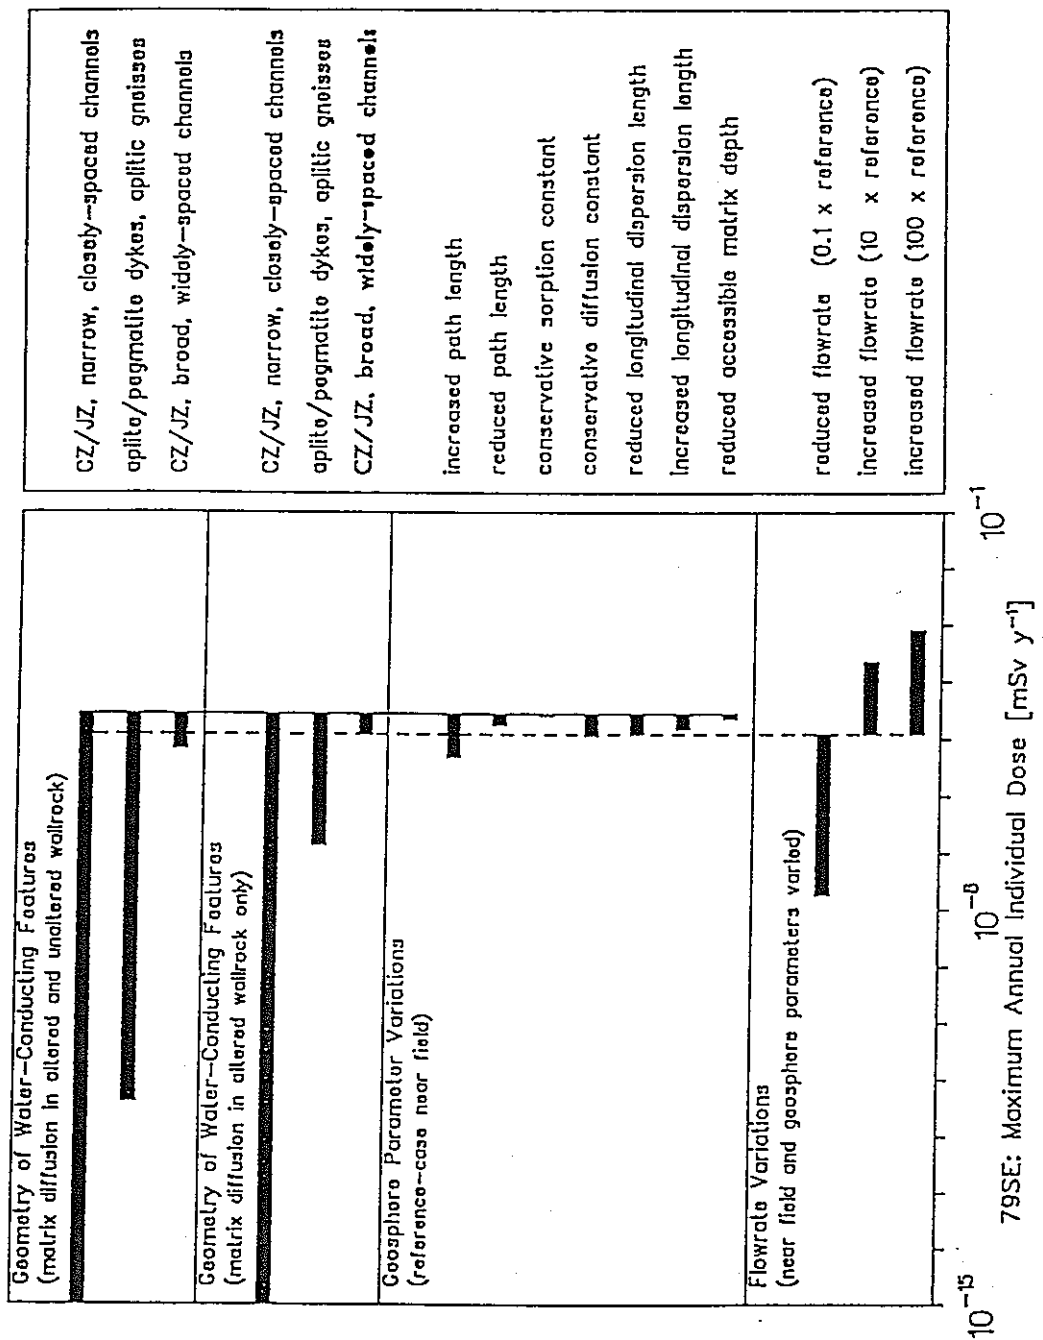 Geometry of Water-Conducting Features
(matrix diffusion in altered and unaltered wallrock)
CZ/JZ, narrow, closely-spaced channels
aplite/pegmatite dykes, aplitic gneisses
CZ/JZ, broad, widely-spaced channels
Geometry of Water-Conducting Features
(matrix diffusion in altered wallrock only)
CZ/JZ, narrow, closely-spaced channels
aplite/pegmatite dykes, aplitic gneisses
CZ/JZ, broad, widely-spaced channels
Geosphere Parameter Variations
(reference-case near field)
increased path length
reduced path length
conservative sorption constant
conservative diffusion constant
reduced longitudinal dispersion length
increased longitudinal dispersion length
reduced accessible matrix depth
Flowrate Variations
(near field and geosphere parameters varied)
reduced flowrate (0.1 x reference)
increased flowrate (10 x reference)
increased flowrate (100 x reference)
10⁻¹⁵
10⁻⁸
10⁻¹
79SE: Maximum Annual Individual Dose [mSv y⁻¹]